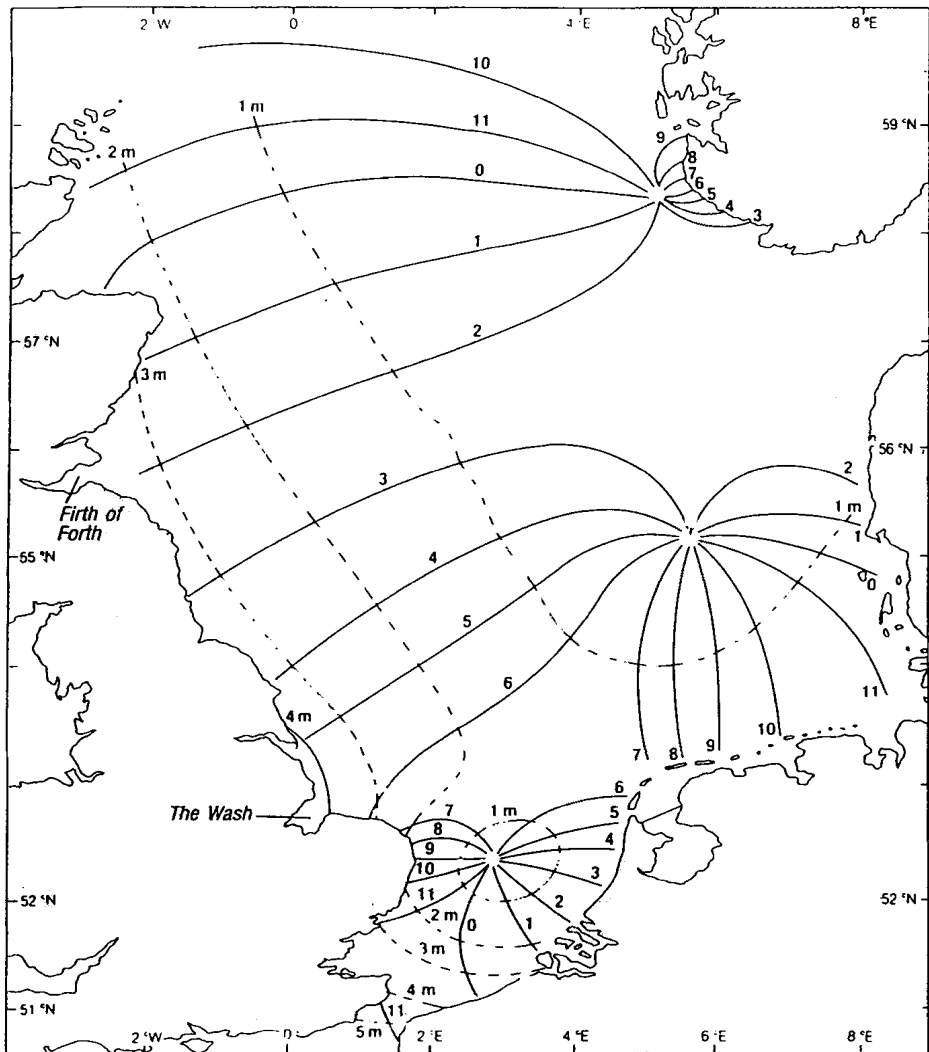 2 °W 0 4 °E 8 °E
10
1 m
11
59 °N
9
2 m
8
0
7
6
5
4
3
1
2
57 °N
3 m
3
2
56 °N
1 m
Firth of
Forth
1
55 °N
4
5
6
11
4 m
10
7
8
9
The Wash
6
7
1 m
5
8
4
9
3
10
52 °N
11
52 °N
2
2 m
0
1
3 m
4 m
51 °N
11
51 °N
2 °W
0
5 m
2 °E
4 °E
6 °E
8 °E